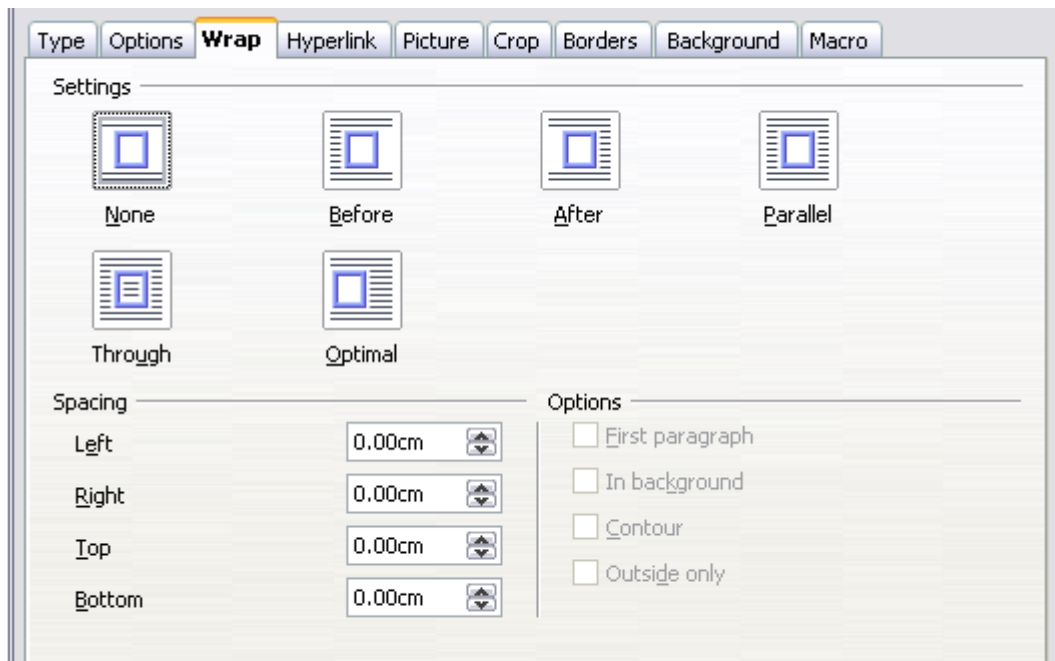 Type Options Wrap Hyperlink Picture Crop Borders Background Macro
Settings
None Before After Parallel
Through Optimal
Spacing Options
Left 0.00cm First paragraph
Right 0.00cm In background
Top 0.00cm Contour
Bottom 0.00cm Outside only